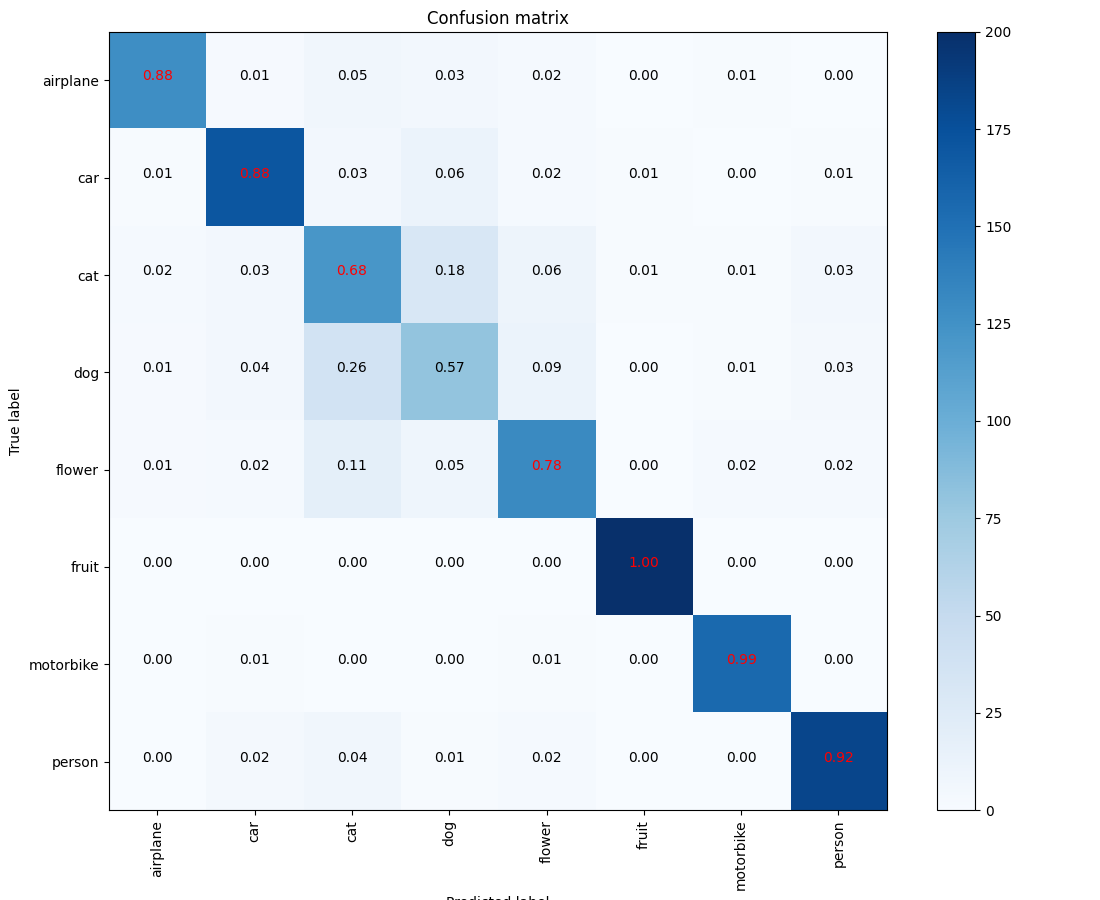 Confusion matrix
airplane 0.88 0.01 0.05 0.03 0.02 0.00 0.01 0.00
car 0.01 0.88 0.03 0.06 0.02 0.01 0.00 0.01
cat 0.02 0.03 0.68 0.18 0.06 0.01 0.01 0.03
dog 0.01 0.04 0.26 0.57 0.09 0.00 0.01 0.03
flower 0.01 0.02 0.11 0.05 0.78 0.00 0.02 0.02
fruit 0.00 0.00 0.00 0.00 0.00 1.00 0.00 0.00
motorbike 0.00 0.01 0.00 0.00 0.01 0.00 0.99 0.00
person 0.00 0.02 0.04 0.01 0.02 0.00 0.00 0.92
airplane car cat dog flower fruit motorbike person
Predicted label
True label
200
175
150
125
100
75
50
25
0